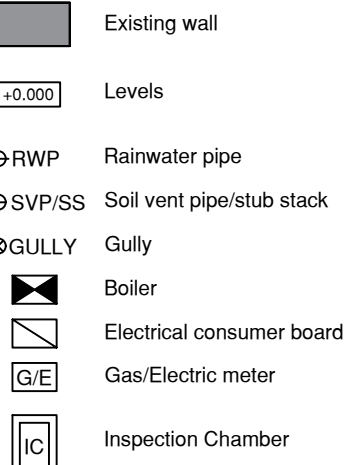 Existing wall
+0.000 Levels
RWP Rainwater pipe
SVP/SS Soil vent pipe/stub stack
GULLY Gully
Boiler
Electrical consumer board
G/E Gas/Electric meter
IC Inspection Chamber